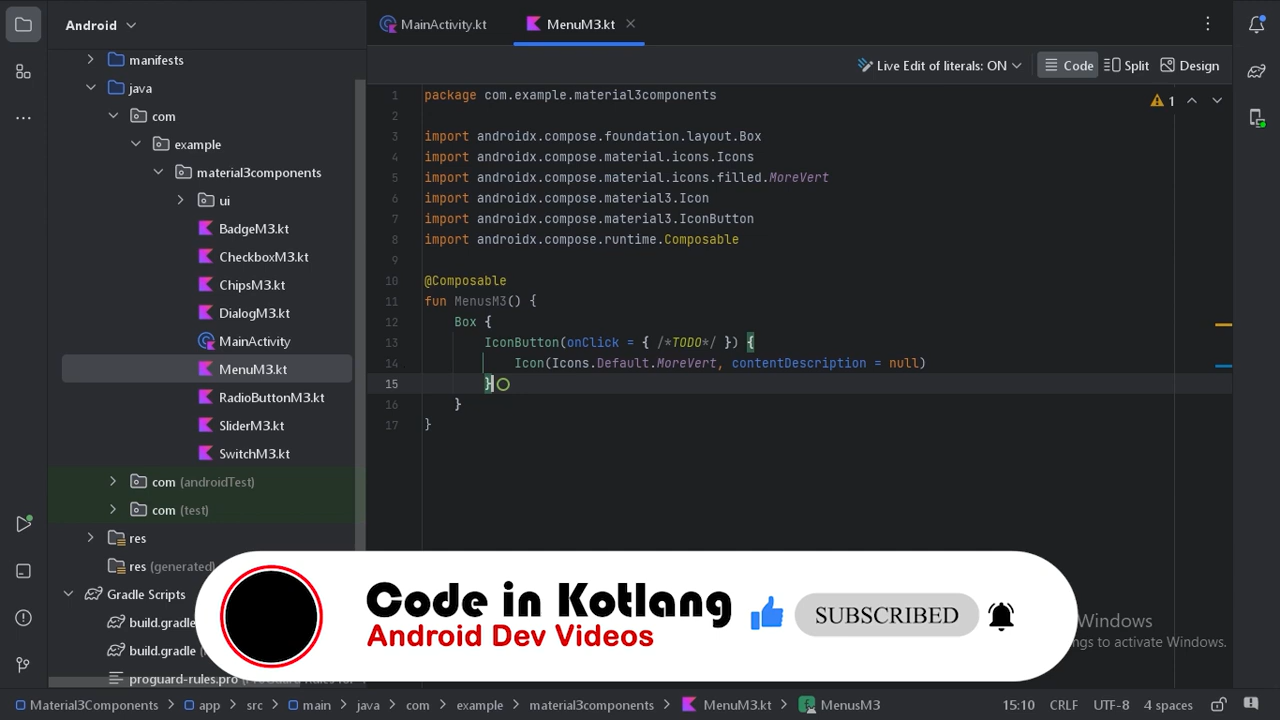 Android
MainActivity.kt
MenuM3.kt
Live Edit of literals: ON
Code
Split
Design
manifests
java
com
example
material3components
ui
BadgeM3.kt
CheckboxM3.kt
ChipsM3.kt
DialogM3.kt
MainActivity
MenuM3.kt
RadioButtonM3.kt
SliderM3.kt
SwitchM3.kt
com (androidTest)
com (test)
res
res (generated)
Gradle Scripts
build.gradle
build.gradle
proguard-rules.pro
1 package com.example.material3components
2
3 import androidx.compose.foundation.layout.Box
4 import androidx.compose.material.icons.Icons
5 import androidx.compose.material.icons.filled.MoreVert
6 import androidx.compose.material3.Icon
7 import androidx.compose.material3.IconButton
8 import androidx.compose.runtime.Composable
9
10 @Composable
11 fun MenusM3() {
12 Box {
13 IconButton(onClick = { /*TODO*/ }) {
14 Icon(Icons.Default.MoreVert, contentDescription = null)
15 }
16 }
17 }
1
Code in Kotlang
Android Dev Videos
SUBSCRIBED
Windows
ngs to activate Windows.
Material3Components
app
src
main
java
com
example
material3components
MenuM3.kt
MenusM3
15:10
CRLF
UTF-8
4 spaces